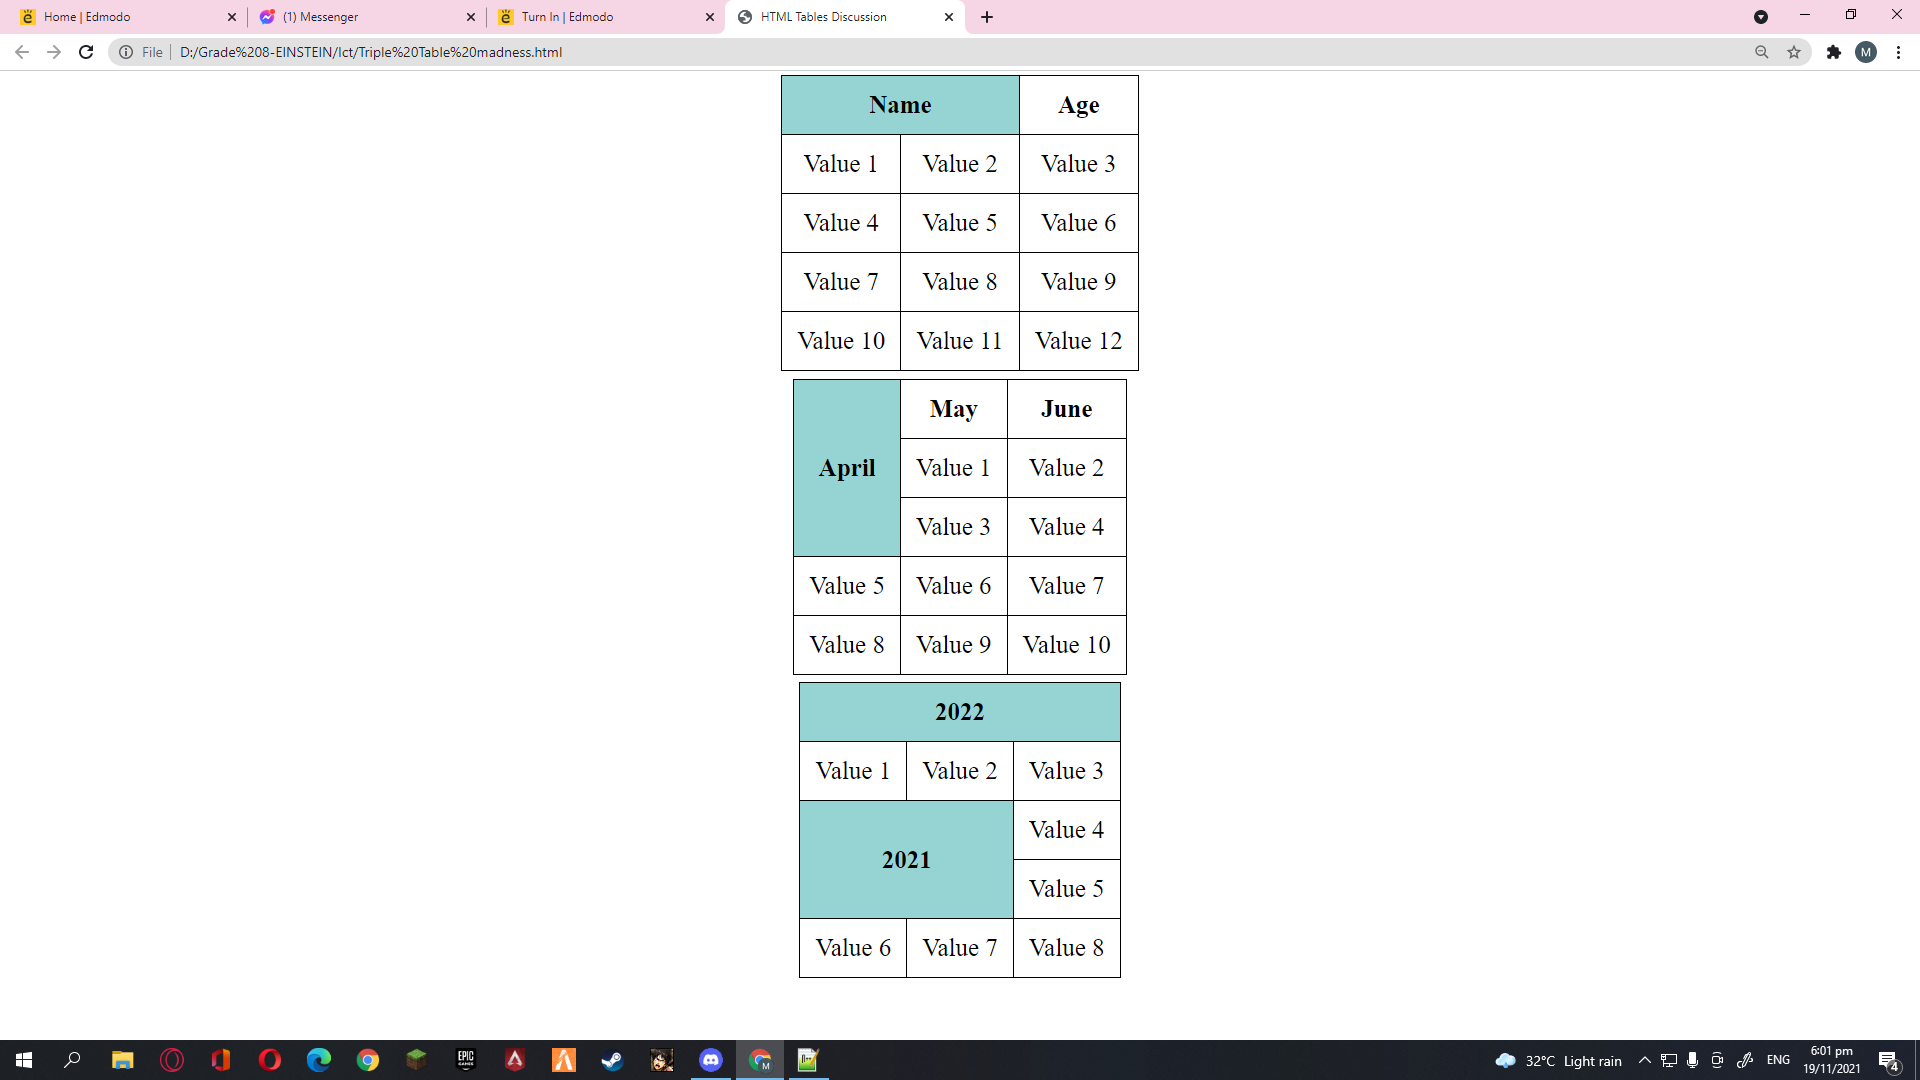 Home | Edmodo
(1) Messenger
Turn In | Edmodo
HTML Tables Discussion
File D:/Grade%208-EINSTEIN/Ict/Triple%20Table%20madness.html
M
Name Age
Value 1 Value 2 Value 3
Value 4 Value 5 Value 6
Value 7 Value 8 Value 9
Value 10 Value 11 Value 12
April May June
Value 1 Value 2
Value 3 Value 4
Value 5 Value 6 Value 7
Value 8 Value 9 Value 10
2022
Value 1 Value 2 Value 3
2021 Value 4
Value 5
Value 6 Value 7 Value 8
EPIC GAMES
M
32°C Light rain
ENG
6:01 pm
19/11/2021
4